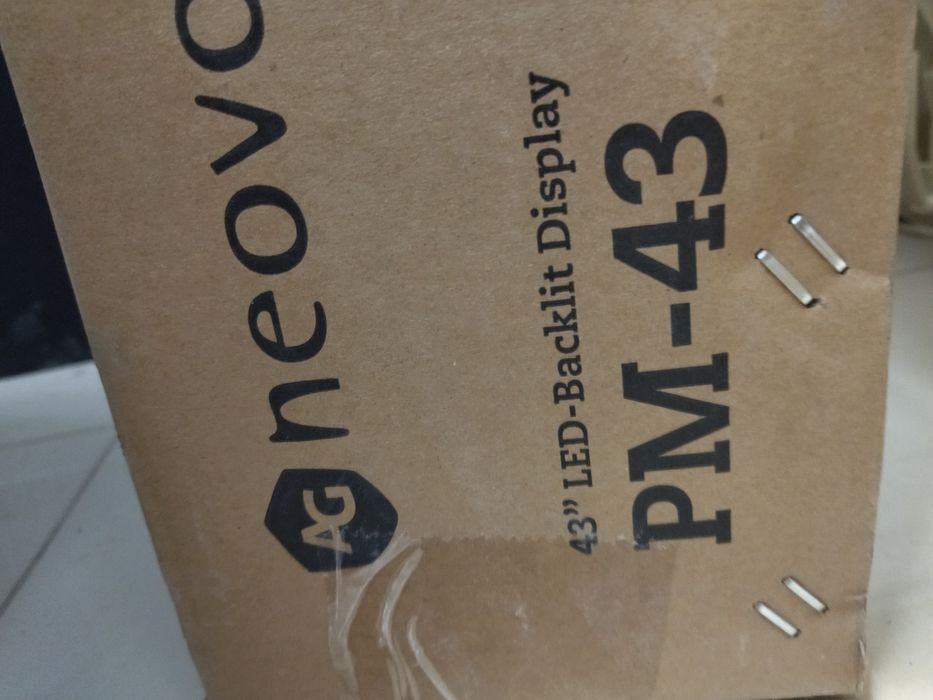 AG neovo
43” LED-Backlit Display
PM-43